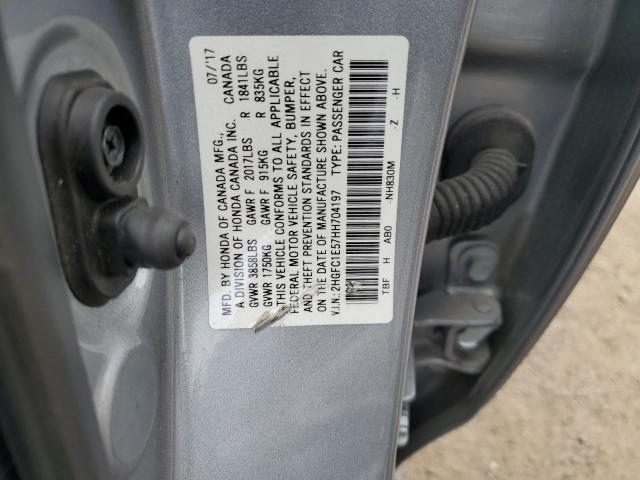 MFD. BY HONDA OF CANADA MFG., 07/17
A DIVISION OF HONDA CANADA INC. CANADA
GVWR 3858LBS GAWR F 2017LBS R 1841LBS
GVWR 1750KG GAWR F 915KG R 835KG
THIS VEHICLE CONFORMS TO ALL APPLICABLE
FEDERAL MOTOR VEHICLE SAFETY, BUMPER,
AND THEFT PREVENTION STANDARDS IN EFFECT
ON THE DATE OF MANUFACTURE SHOWN ABOVE.
V.I.N.: 2HGFC1E57HH704197 TYPE: PASSENGER CAR
TBF H AB0 -NH830M -Z -H